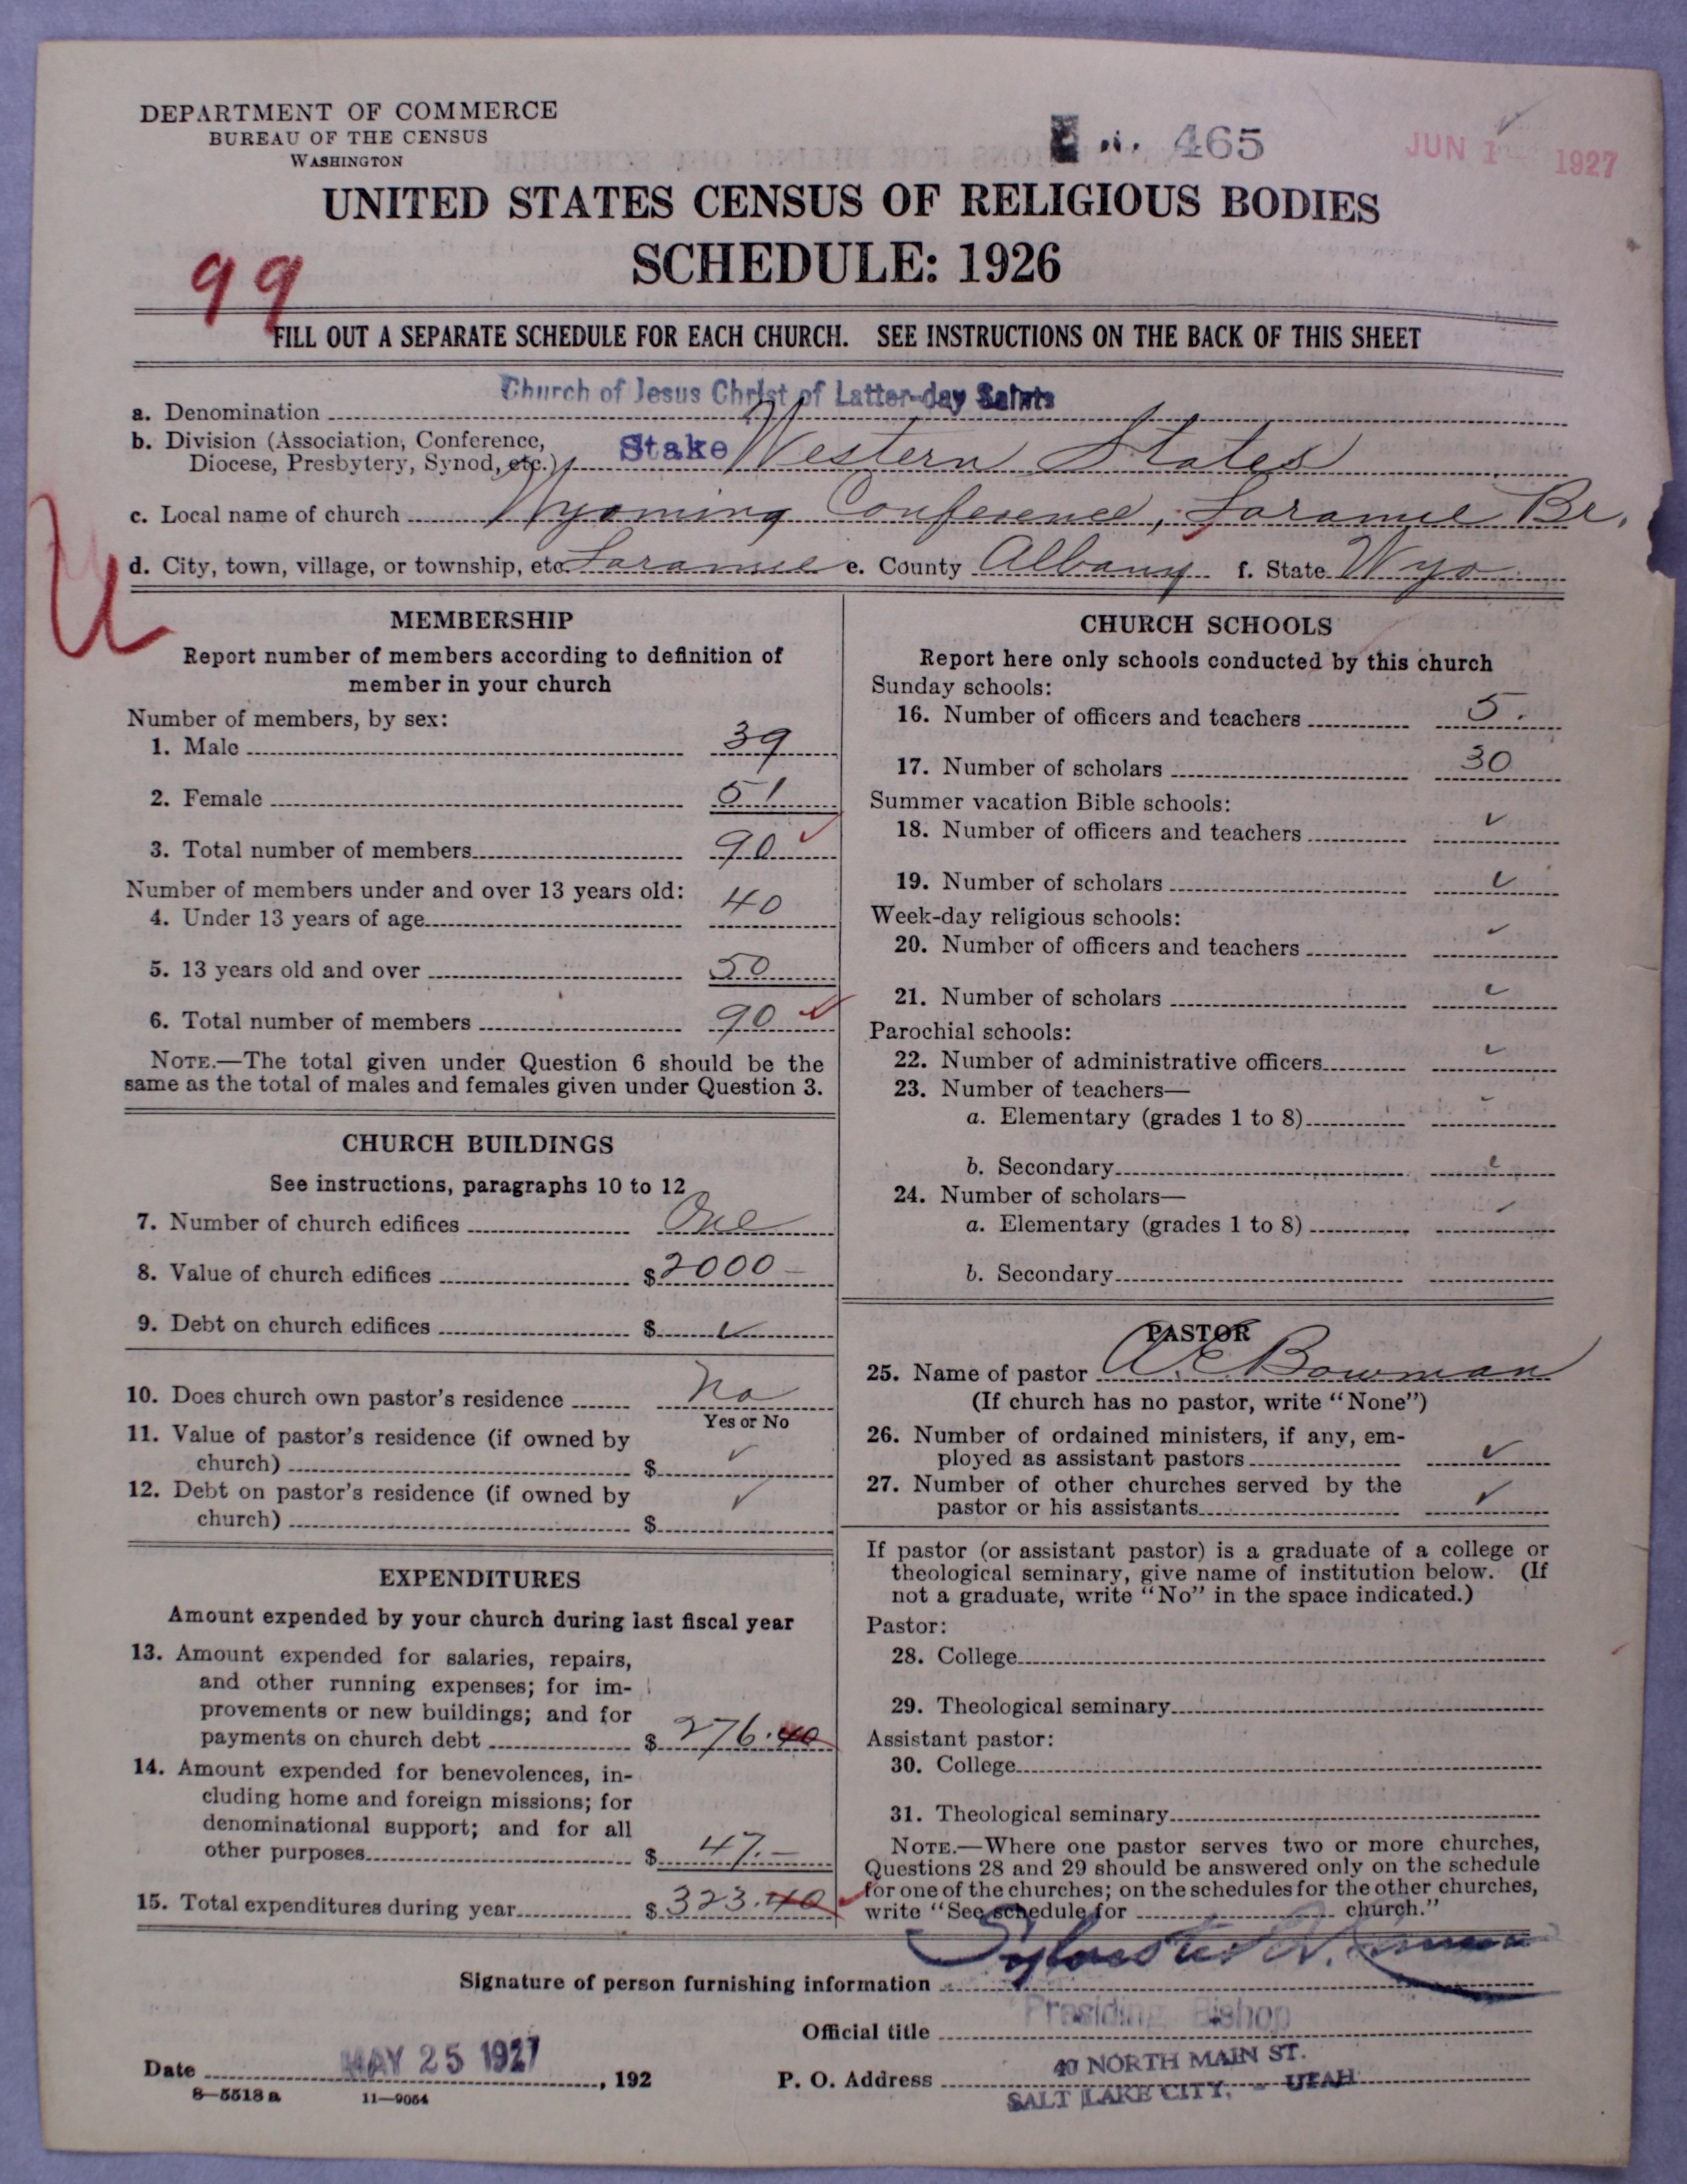 DEPARTMENT OF COMMERCE
BUREAU OF THE CENSUS
WASHINGTON
465
JUN 1 1927
UNITED STATES CENSUS OF RELIGIOUS BODIES
SCHEDULE: 1926
99
FILL OUT A SEPARATE SCHEDULE FOR EACH CHURCH. SEE INSTRUCTIONS ON THE BACK OF THIS SHEET
a. Denomination Church of Jesus Christ of Latter-day Saints
b. Division (Association, Conference,
Diocese, Presbytery, Synod, etc.) Stake Western States
c. Local name of church Wyoming Conference, Laramie Br.
U
d. City, town, village, or township, etc. Laramie e. County Albany f. State Wyo
MEMBERSHIP
Report number of members according to definition of
member in your church
Number of members, by sex:
1. Male 39
2. Female 51
3. Total number of members 90 ✓
Number of members under and over 13 years old:
4. Under 13 years of age 40
5. 13 years old and over 50
6. Total number of members 90 ✓
NOTE.—The total given under Question 6 should be the
same as the total of males and females given under Question 3.
CHURCH BUILDINGS
See instructions, paragraphs 10 to 12
7. Number of church edifices One
8. Value of church edifices $2000—
9. Debt on church edifices $ ✓
10. Does church own pastor's residence No
Yes or No
11. Value of pastor's residence (if owned by
church) $ ✓
12. Debt on pastor's residence (if owned by
church) $ ✓
EXPENDITURES
Amount expended by your church during last fiscal year
13. Amount expended for salaries, repairs,
and other running expenses; for im-
provements or new buildings; and for
payments on church debt $ 276.40
14. Amount expended for benevolences, in-
cluding home and foreign missions; for
denominational support; and for all
other purposes $ 47.—
15. Total expenditures during year $ 323.40 ✓
CHURCH SCHOOLS
Report here only schools conducted by this church
Sunday schools:
16. Number of officers and teachers 5.
17. Number of scholars 30
Summer vacation Bible schools:
18. Number of officers and teachers ✓
19. Number of scholars ✓
Week-day religious schools:
20. Number of officers and teachers ✓
21. Number of scholars ✓
Parochial schools:
22. Number of administrative officers ✓
23. Number of teachers—
a. Elementary (grades 1 to 8) ✓
b. Secondary ✓
24. Number of scholars—
a. Elementary (grades 1 to 8) ✓
b. Secondary
PASTOR
25. Name of pastor A. E. Bowman
(If church has no pastor, write "None")
26. Number of ordained ministers, if any, em-
ployed as assistant pastors ✓
27. Number of other churches served by the
pastor or his assistants ✓
If pastor (or assistant pastor) is a graduate of a college or
theological seminary, give name of institution below. (If
not a graduate, write "No" in the space indicated.)
Pastor:
28. College
29. Theological seminary
Assistant pastor:
30. College
31. Theological seminary
NOTE.—Where one pastor serves two or more churches,
Questions 28 and 29 should be answered only on the schedule
for one of the churches; on the schedules for the other churches,
write "See schedule for church."
Signature of person furnishing information Sylvester Q. Cannon
Official title Presiding Bishop
Date MAY 25 1927, 192
P. O. Address 40 NORTH MAIN ST.
SALT LAKE CITY, - UTAH
8—5518 a 11—9054